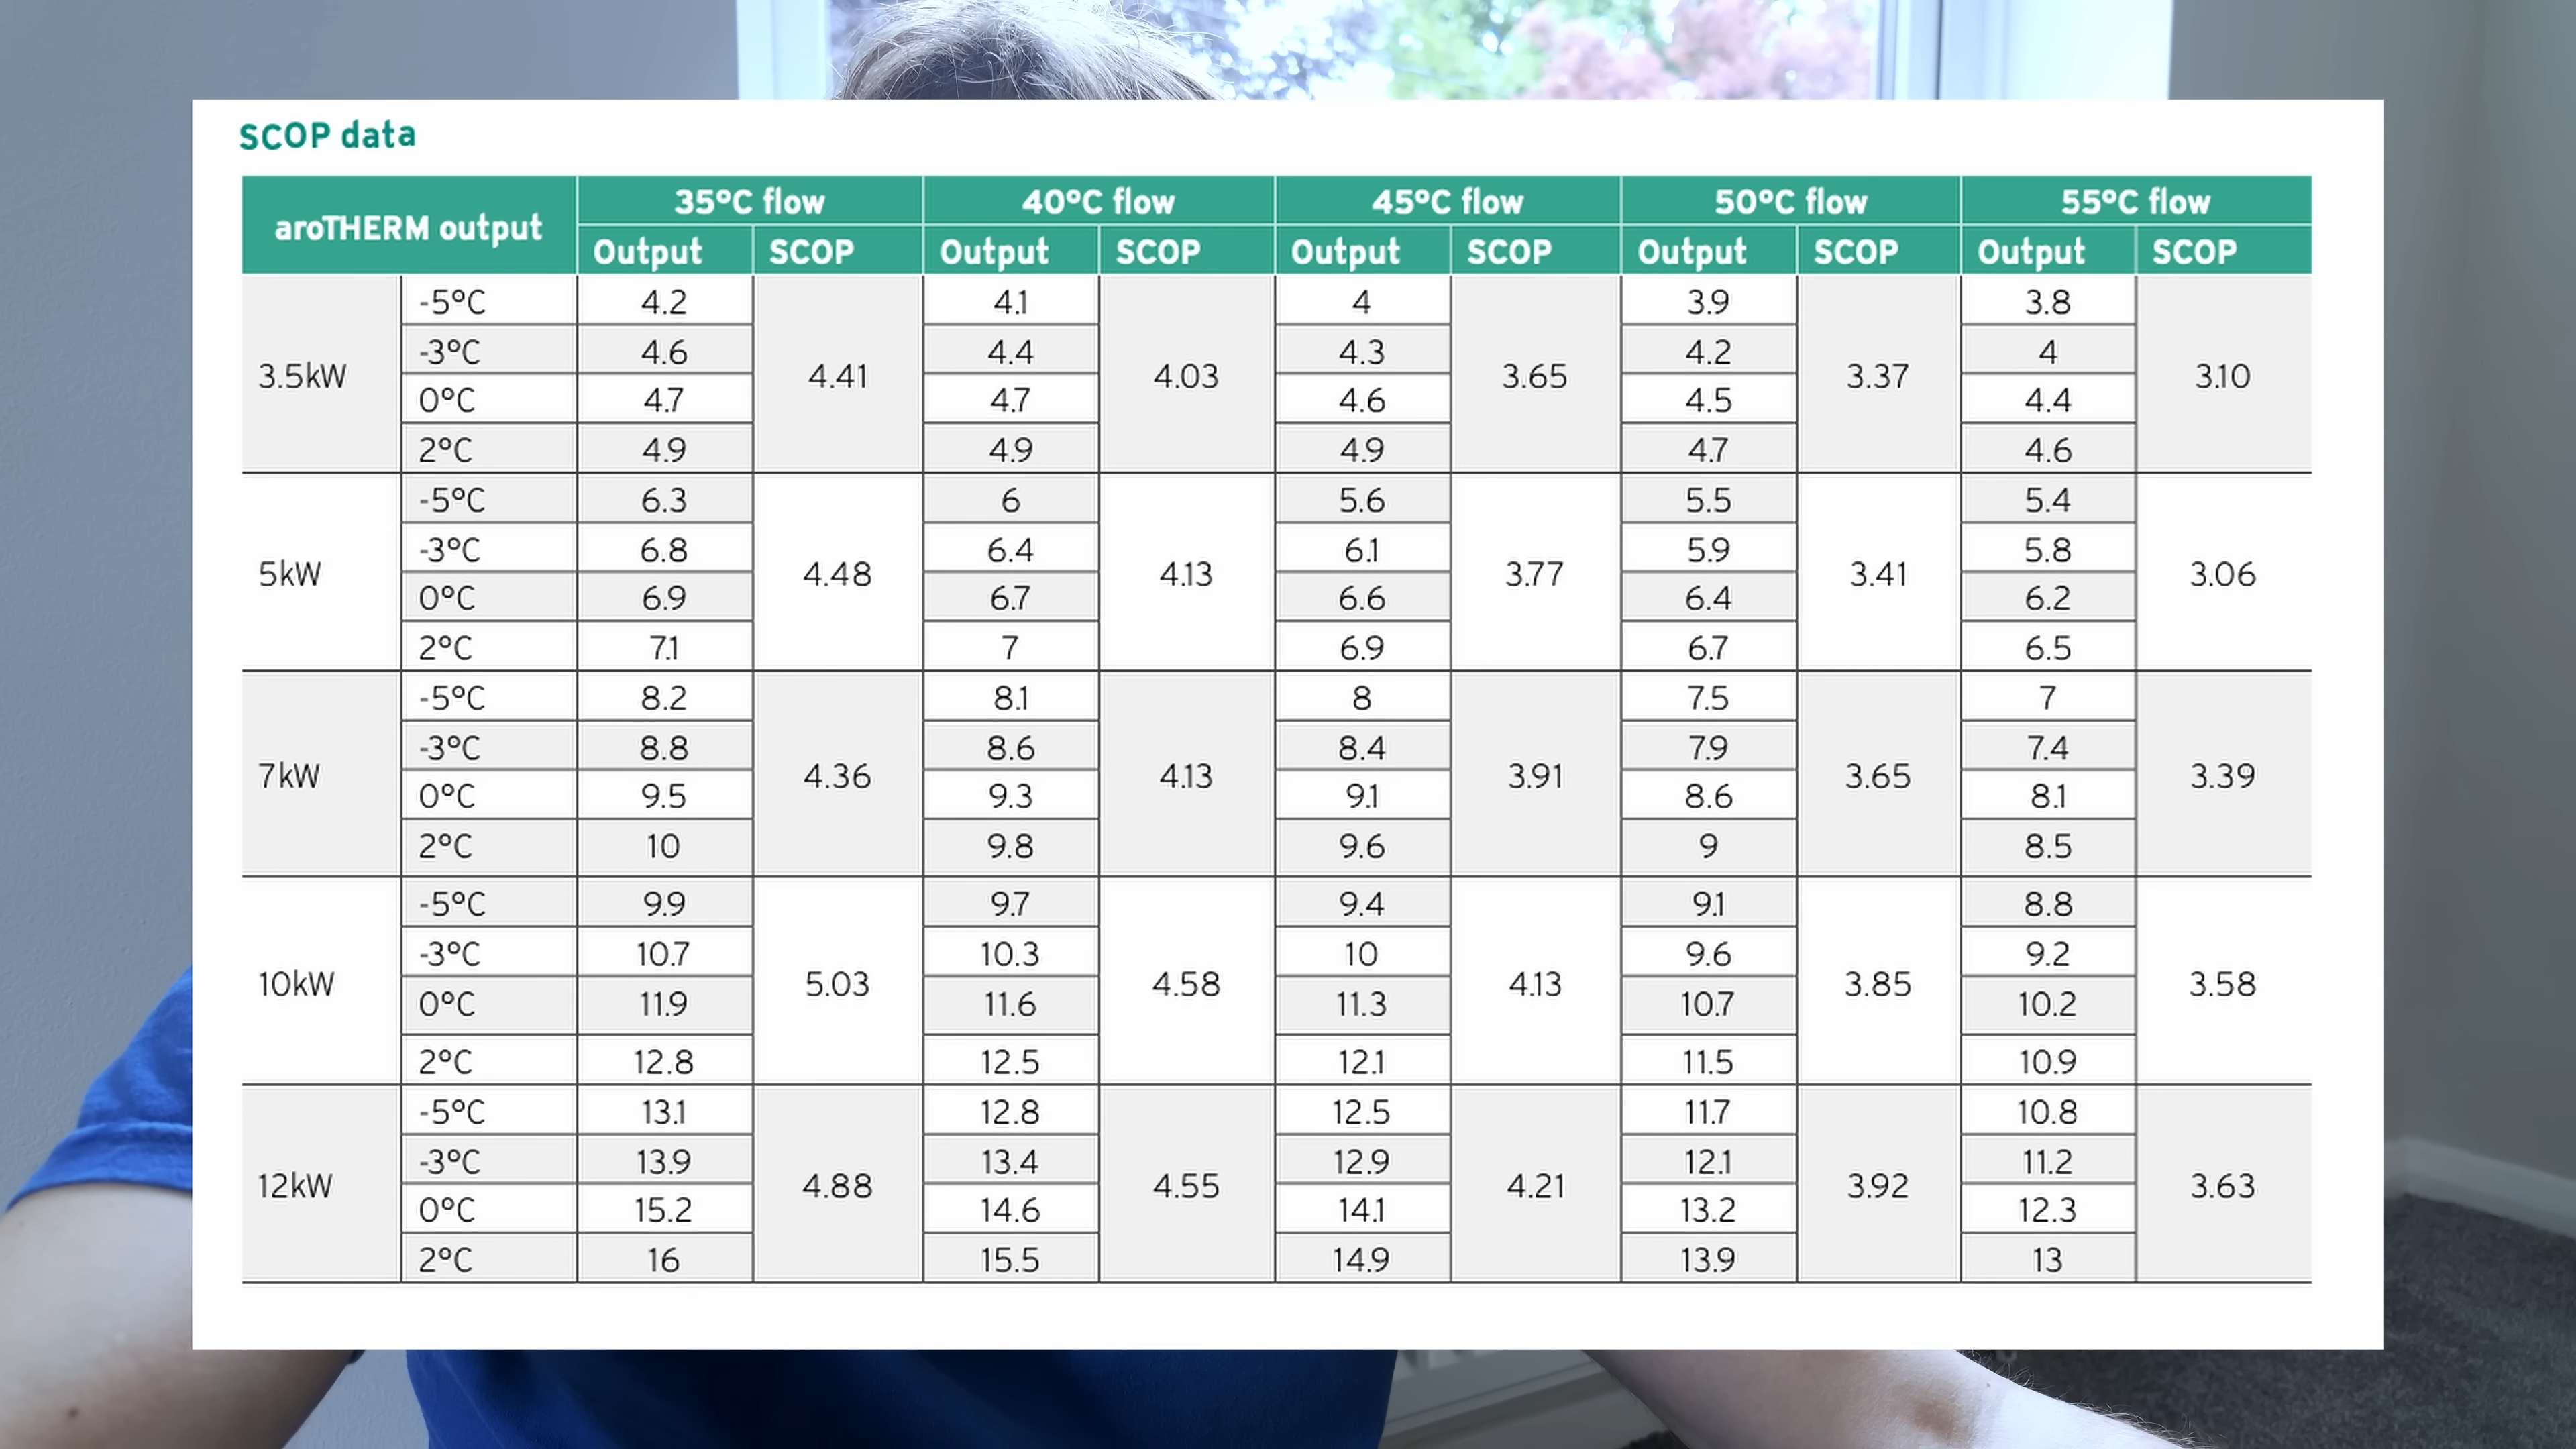 SCOP data
aroTHERM output 35°C flow 40°C flow 45°C flow 50°C flow 55°C flow
Output SCOP Output SCOP Output SCOP Output SCOP Output SCOP
3.5kW -5°C 4.2 4.41 4.1 4.03 4 3.65 3.9 3.37 3.8 3.10
-3°C 4.6 4.4 4.3 4.2 4
0°C 4.7 4.7 4.6 4.5 4.4
2°C 4.9 4.9 4.9 4.7 4.6
5kW -5°C 6.3 4.48 6 4.13 5.6 3.77 5.5 3.41 5.4 3.06
-3°C 6.8 6.4 6.1 5.9 5.8
0°C 6.9 6.7 6.6 6.4 6.2
2°C 7.1 7 6.9 6.7 6.5
7kW -5°C 8.2 4.36 8.1 4.13 8 3.91 7.5 3.65 7 3.39
-3°C 8.8 8.6 8.4 7.9 7.4
0°C 9.5 9.3 9.1 8.6 8.1
2°C 10 9.8 9.6 9 8.5
10kW -5°C 9.9 5.03 9.7 4.58 9.4 4.13 9.1 3.85 8.8 3.58
-3°C 10.7 10.3 10 9.6 9.2
0°C 11.9 11.6 11.3 10.7 10.2
2°C 12.8 12.5 12.1 11.5 10.9
12kW -5°C 13.1 4.88 12.8 4.55 12.5 4.21 11.7 3.92 10.8 3.63
-3°C 13.9 13.4 12.9 12.1 11.2
0°C 15.2 14.6 14.1 13.2 12.3
2°C 16 15.5 14.9 13.9 13